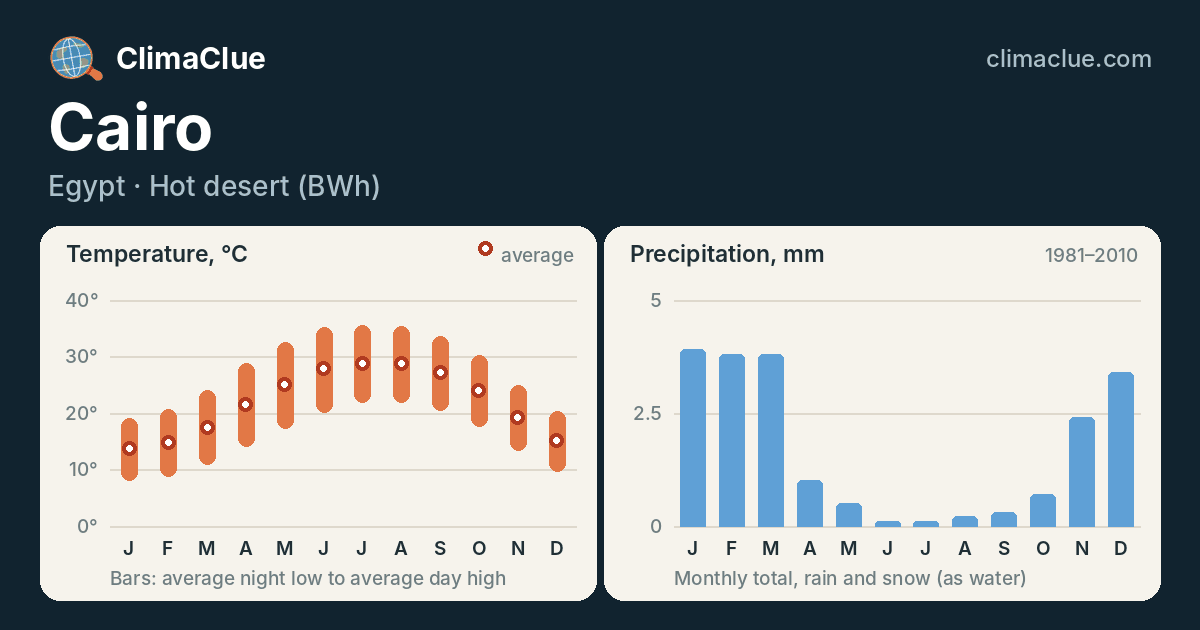 ClimaClue
climaclue.com
Cairo
Egypt · Hot desert (BWh)
Temperature, °C
average
40°
30°
20°
10°
0°
J F M A M J J A S O N D
Bars: average night low to average day high
Precipitation, mm
1981–2010
5
2.5
0
J F M A M J J A S O N D
Monthly total, rain and snow (as water)